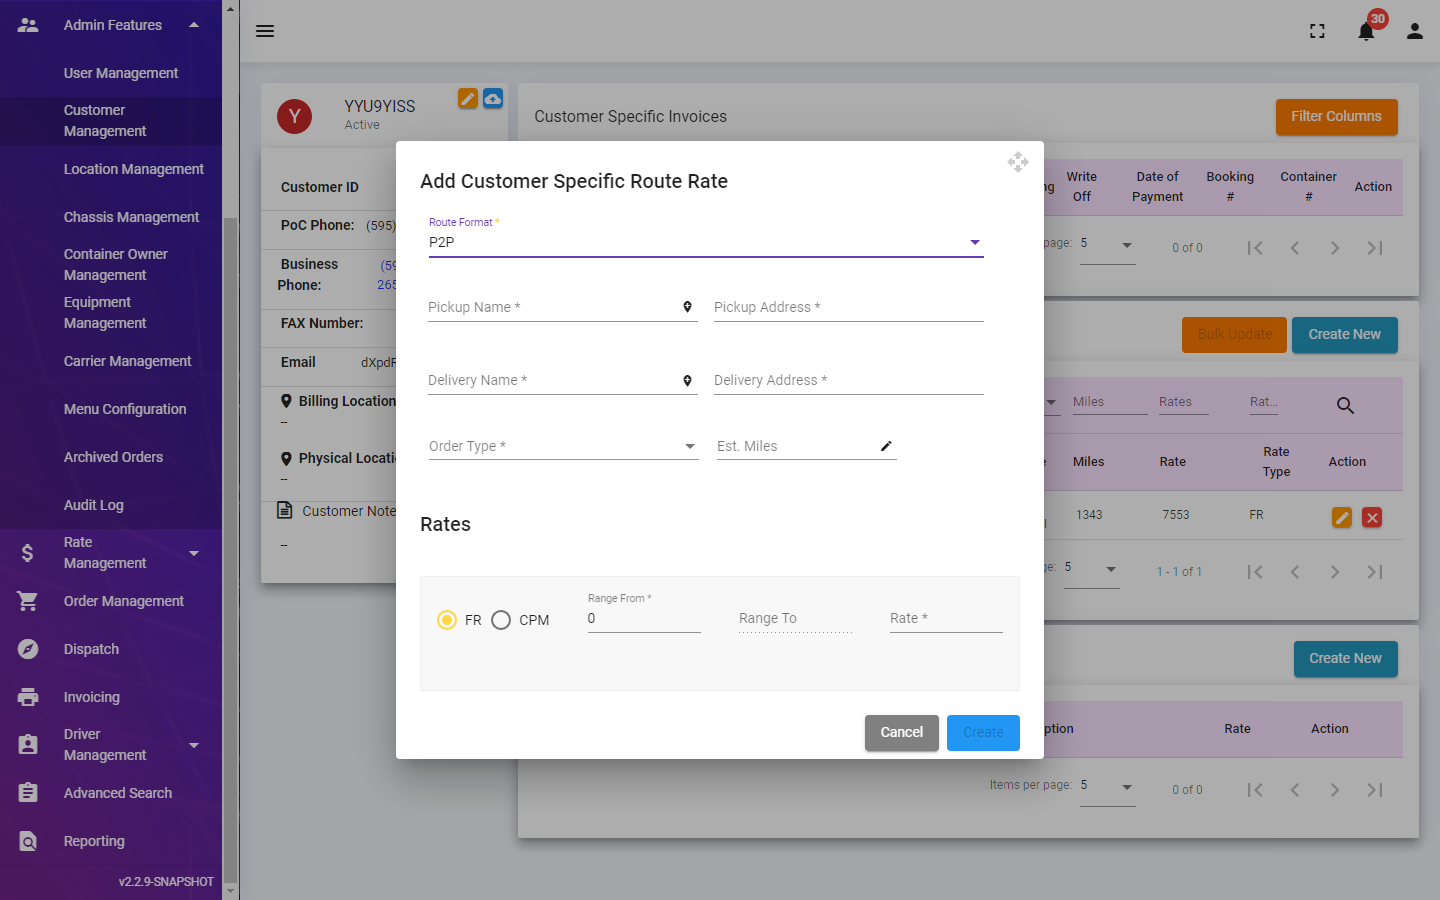 Admin Features
User Management
Customer
Management
Location Management
Chassis Management
Container Owner
Management
Equipment
Management
Carrier Management
Menu Configuration
Archived Orders
Audit Log
Rate
Management
Order Management
Dispatch
Invoicing
Driver
Management
Advanced Search
Reporting
v2.2.9-SNAPSHOT
30
Y
YYU9YISS
Active
Customer ID
PoC Phone: (595)
Business
Phone:
265
FAX Number:
Email
Billing Location
--
Physical Locati
--
Customer Note
--
Customer Specific Invoices
Filter Columns
Write
Off
Date of
Payment
Booking
#
Container
#
Action
page: 5
0 of 0
Bulk Update
Create New
Miles
Rates
Rat...
Miles
Rate
Rate
Type
Action
1343
7553
FR
5
1 - 1 of 1
Create New
Rate
Action
Items per page: 5
0 of 0
Add Customer Specific Route Rate
Route Format *
P2P
Pickup Name *
Pickup Address *
Delivery Name *
Delivery Address *
Order Type *
Est. Miles
Rates
FR
CPM
Range From *
0
Range To
Rate *
Cancel
Create